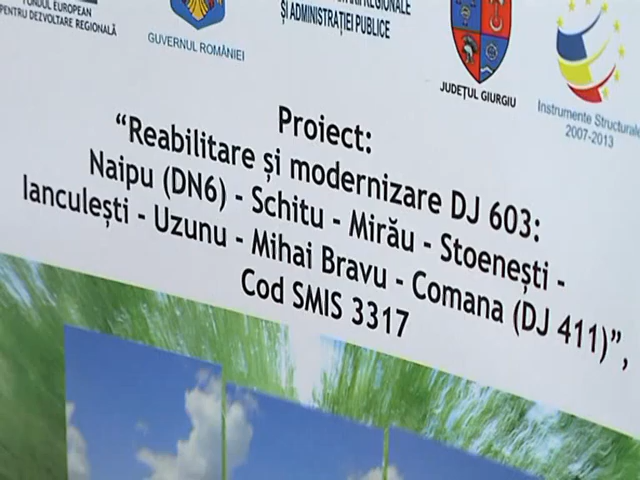 FONDUL EUROPEAN
PENTRU DEZVOLTARE REGIONALĂ
GUVERNUL ROMÂNIEI
REGIONALE
ȘI ADMINISTRAȚIEI PUBLICE
JUDEȚUL GIURGIU
Instrumente Structurale
2007-2013
Proiect:
“Reabilitare și modernizare DJ 603:
Naipu (DN6) - Schitu - Mirău - Stoenești -
Ianculești - Uzunu - Mihai Bravu - Comana (DJ 411)”,
Cod SMIS 3317